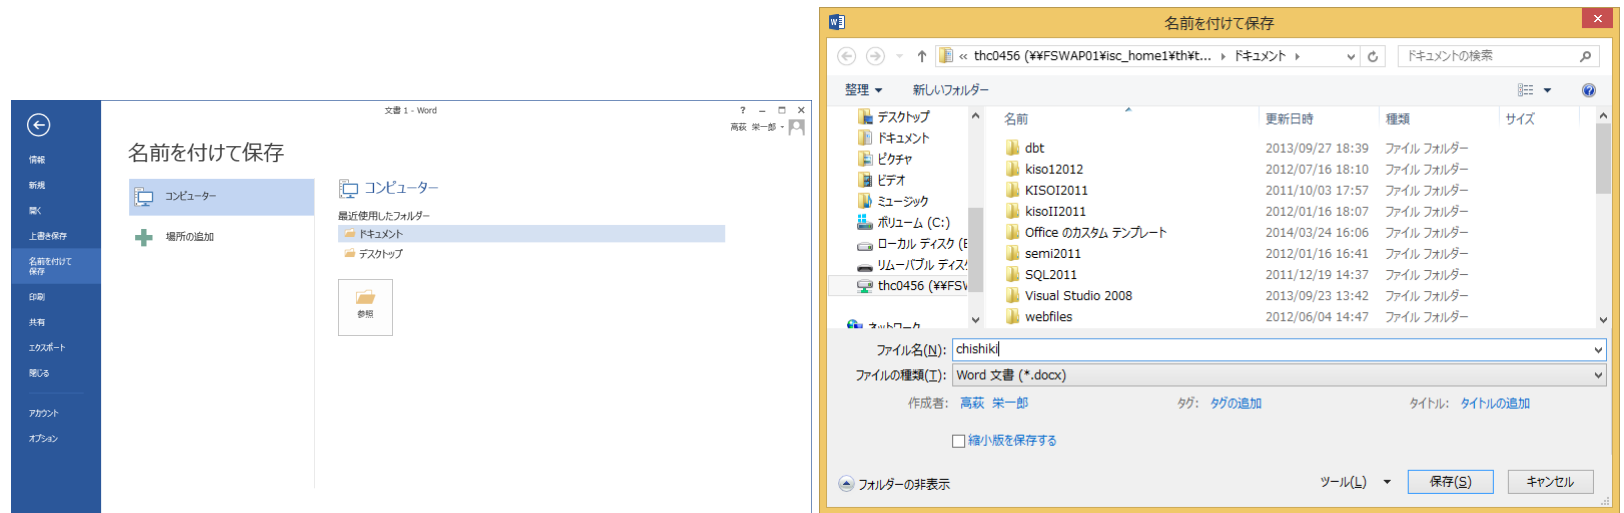 文書 1 - Word
高萩 栄一郎
情報
新規
開く
上書き保存
名前を付けて
保存
印刷
共有
エクスポート
閉じる
アカウント
オプション
名前を付けて保存
コンピューター
場所の追加
コンピューター
最近使用したフォルダー
ドキュメント
デスクトップ
参照
名前を付けて保存
« thc0456 (¥¥FSWAP01¥isc_home1¥th¥t... ドキュメント
ドキュメントの検索
整理 新しいフォルダー
デスクトップ
ドキュメント
ピクチャ
ビデオ
ミュージック
ボリューム (C:)
ローカル ディスク (E
リムーバブル ディスク
thc0456 (¥¥FSW
ネットワーク
名前 更新日時 種類 サイズ
dbt 2013/09/27 18:39 ファイル フォルダー
kiso12012 2012/07/16 18:10 ファイル フォルダー
KISOI2011 2011/10/03 17:57 ファイル フォルダー
kisoII2011 2012/01/16 18:07 ファイル フォルダー
Office のカスタム テンプレート 2014/03/24 16:06 ファイル フォルダー
semi2011 2012/01/16 16:41 ファイル フォルダー
SQL2011 2011/12/19 14:37 ファイル フォルダー
Visual Studio 2008 2013/09/23 13:42 ファイル フォルダー
webfiles 2012/06/04 14:47 ファイル フォルダー
ファイル名(N): chishiki
ファイルの種類(T): Word 文書 (*.docx)
作成者: 高萩 栄一郎 タグ: タグの追加 タイトル: タイトルの追加
縮小版を保存する
フォルダーの非表示 ツール(L) 保存(S) キャンセル